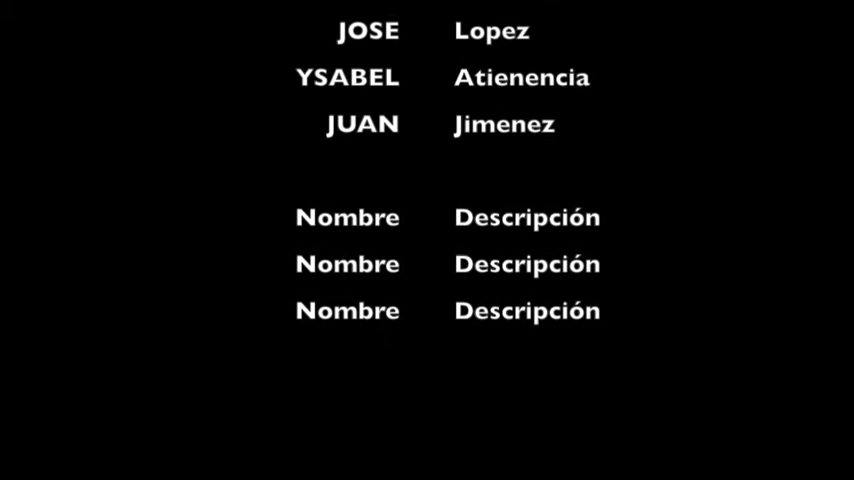 JOSE Lopez
YSABEL Atienencia
JUAN Jimenez
Nombre Descripción
Nombre Descripción
Nombre Descripción